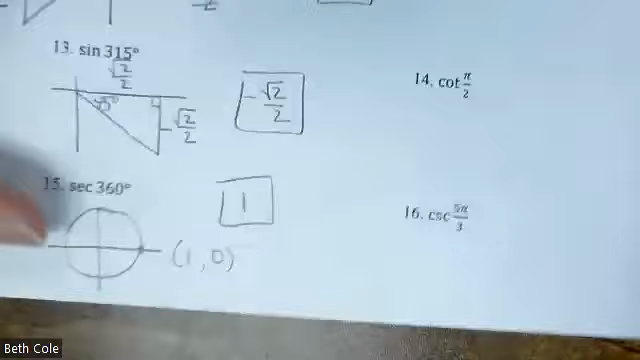 13. sin 315°
√2/2
45°
-√2/2
-√2/2
14. cot π/2
15. sec 360°
1
(1,0)
16. csc 5π/3
Beth Cole